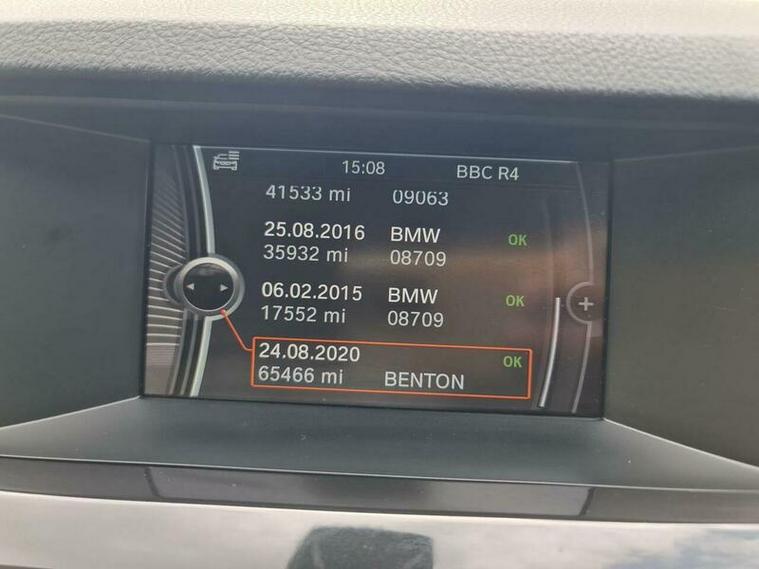 15:08 BBC R4
41533 mi 09063
25.08.2016 BMW OK
35932 mi 08709
06.02.2015 BMW OK
17552 mi 08709
24.08.2020 OK
65466 mi BENTON